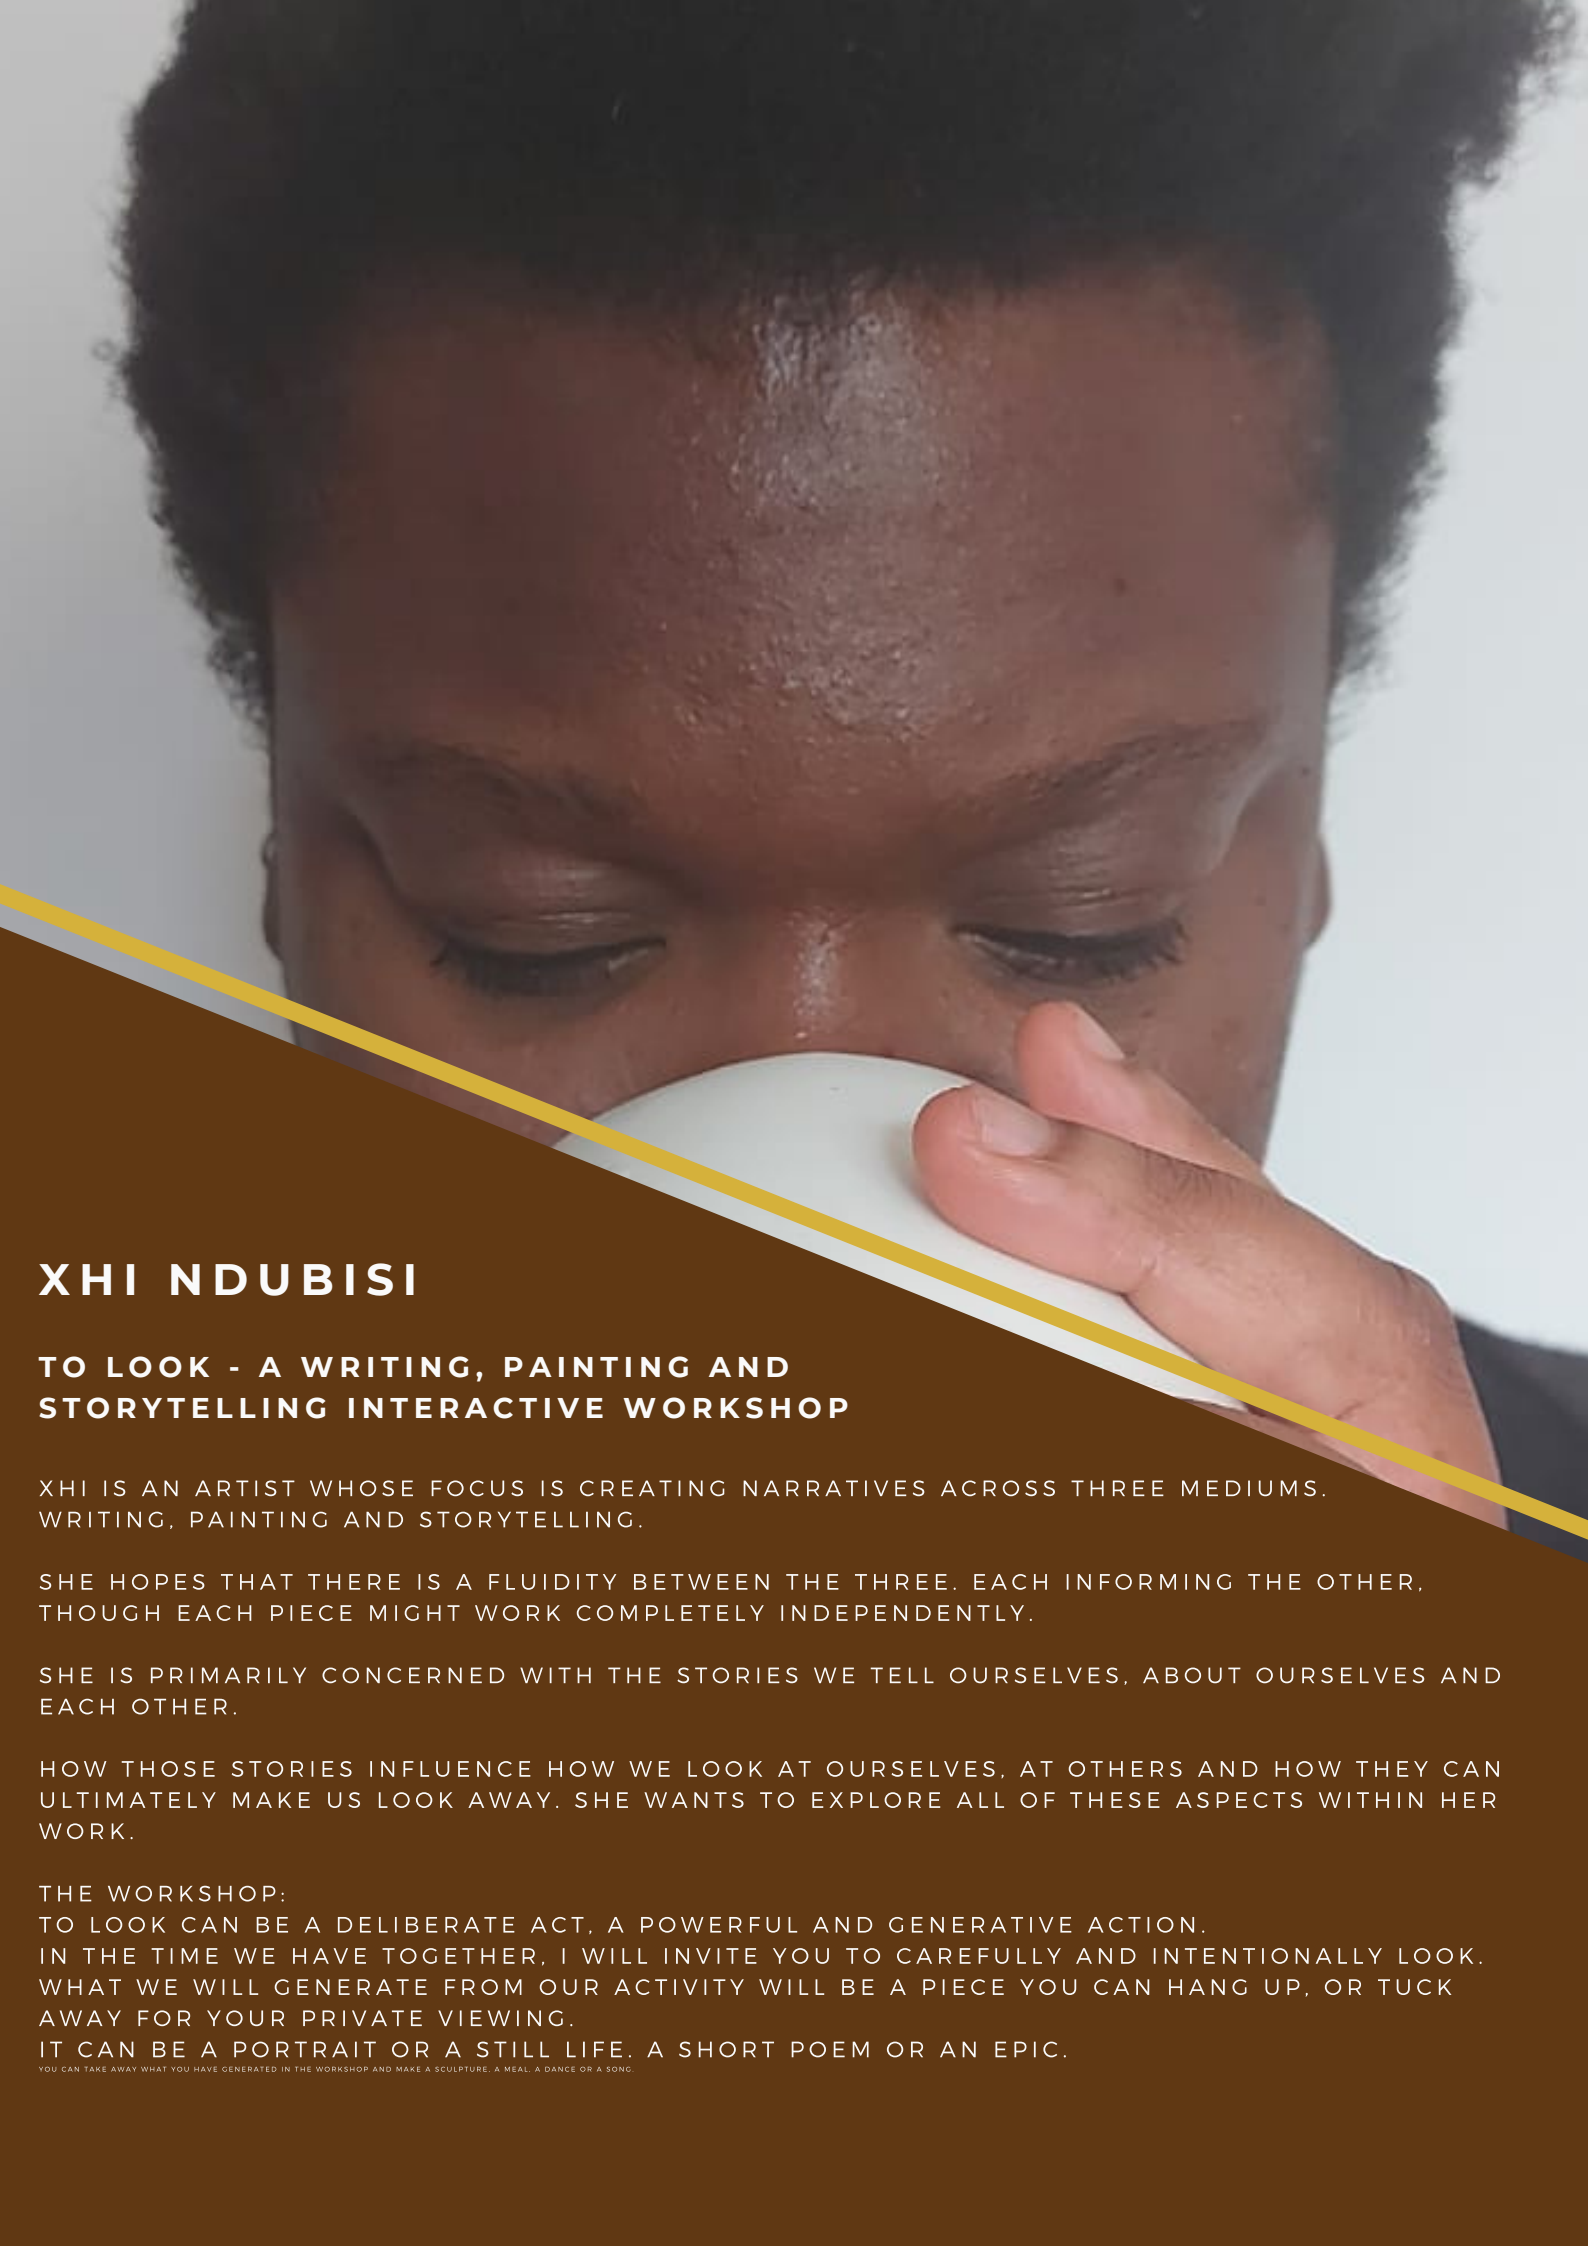 XHI NDUBISI
TO LOOK - A WRITING, PAINTING AND
STORYTELLING INTERACTIVE WORKSHOP
XHI IS AN ARTIST WHOSE FOCUS IS CREATING NARRATIVES ACROSS THREE MEDIUMS.
WRITING, PAINTING AND STORYTELLING.
SHE HOPES THAT THERE IS A FLUIDITY BETWEEN THE THREE. EACH INFORMING THE OTHER,
THOUGH EACH PIECE MIGHT WORK COMPLETELY INDEPENDENTLY.
SHE IS PRIMARILY CONCERNED WITH THE STORIES WE TELL OURSELVES, ABOUT OURSELVES AND
EACH OTHER.
HOW THOSE STORIES INFLUENCE HOW WE LOOK AT OURSELVES, AT OTHERS AND HOW THEY CAN
ULTIMATELY MAKE US LOOK AWAY. SHE WANTS TO EXPLORE ALL OF THESE ASPECTS WITHIN HER
WORK.
THE WORKSHOP:
TO LOOK CAN BE A DELIBERATE ACT, A POWERFUL AND GENERATIVE ACTION.
IN THE TIME WE HAVE TOGETHER, I WILL INVITE YOU TO CAREFULLY AND INTENTIONALLY LOOK.
WHAT WE WILL GENERATE FROM OUR ACTIVITY WILL BE A PIECE YOU CAN HANG UP, OR TUCK
AWAY FOR YOUR PRIVATE VIEWING.
IT CAN BE A PORTRAIT OR A STILL LIFE. A SHORT POEM OR AN EPIC.
YOU CAN TAKE AWAY WHAT YOU HAVE GENERATED IN THE WORKSHOP AND MAKE A SCULPTURE. A MEAL. A DANCE OR A SONG.